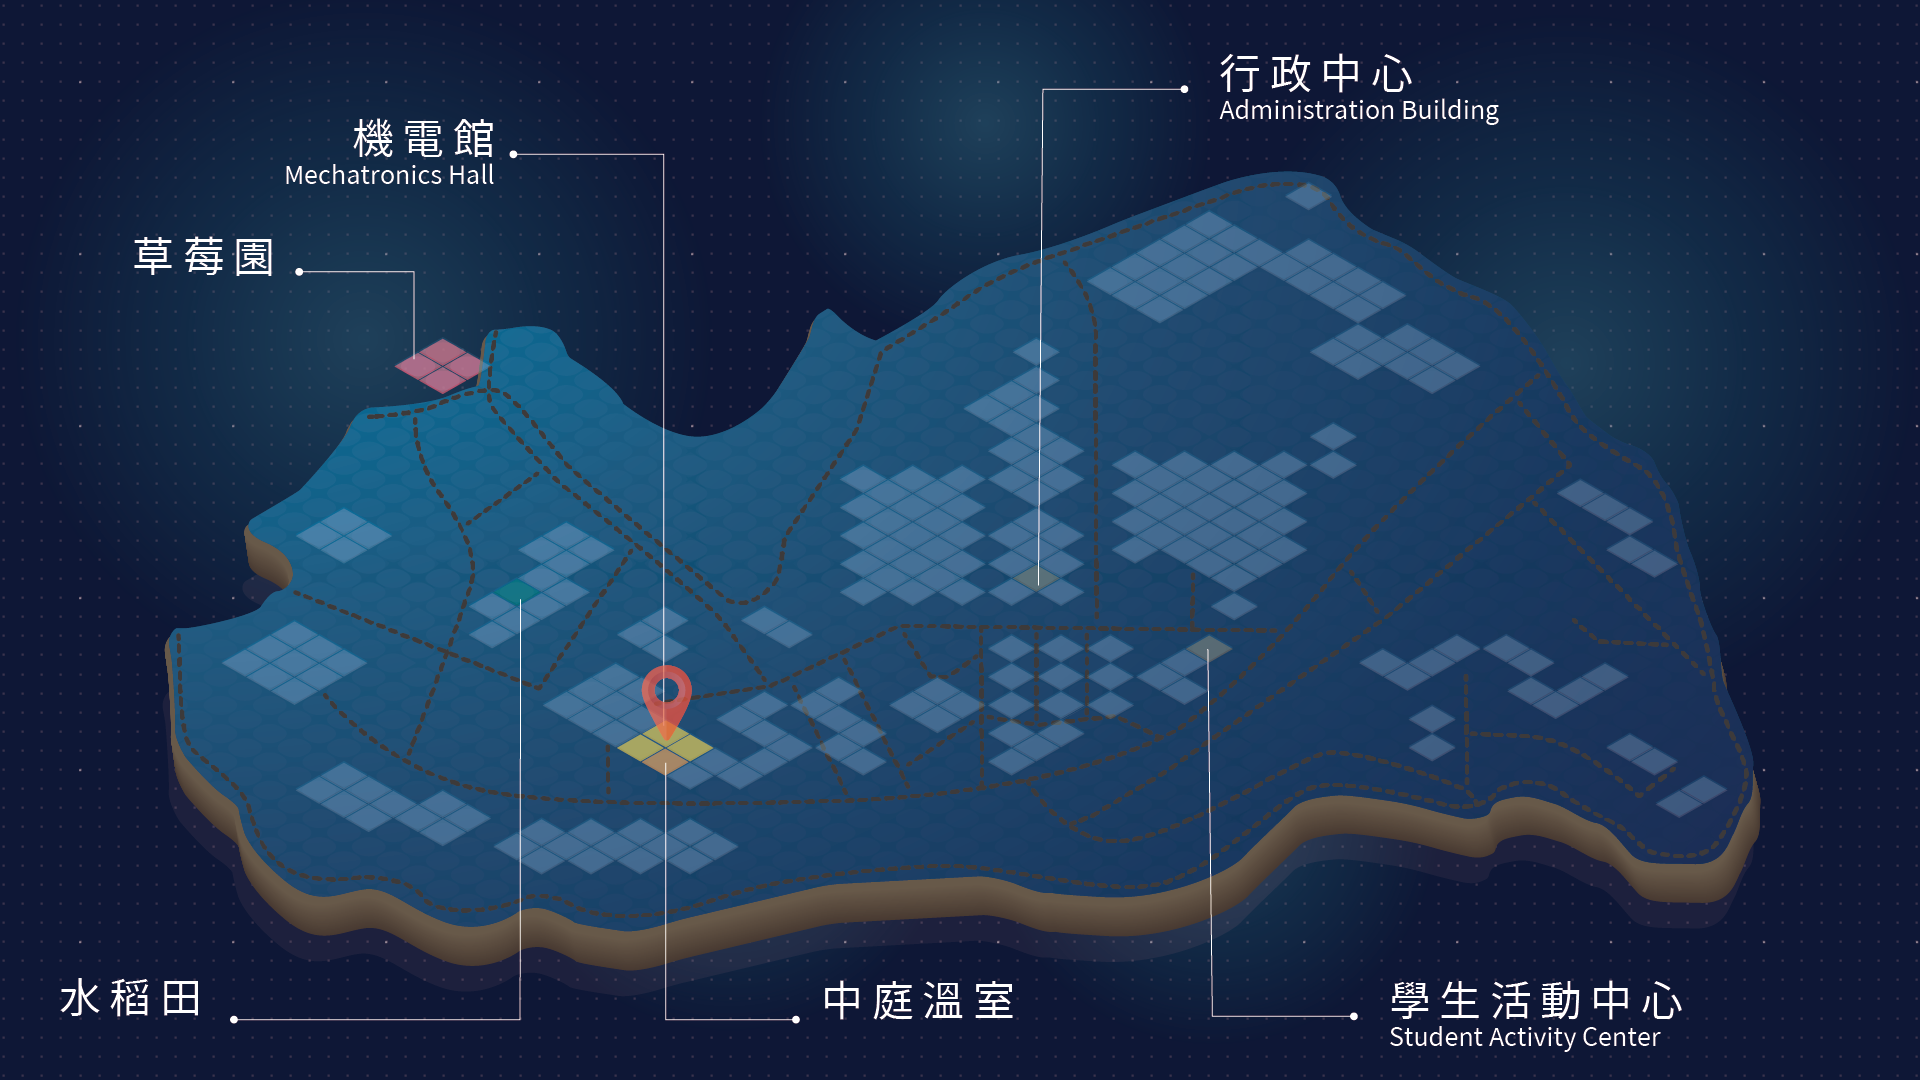 行政中心
Administration Building
機電館
Mechatronics Hall
草莓園
水稻田
中庭溫室
學生活動中心
Student Activity Center